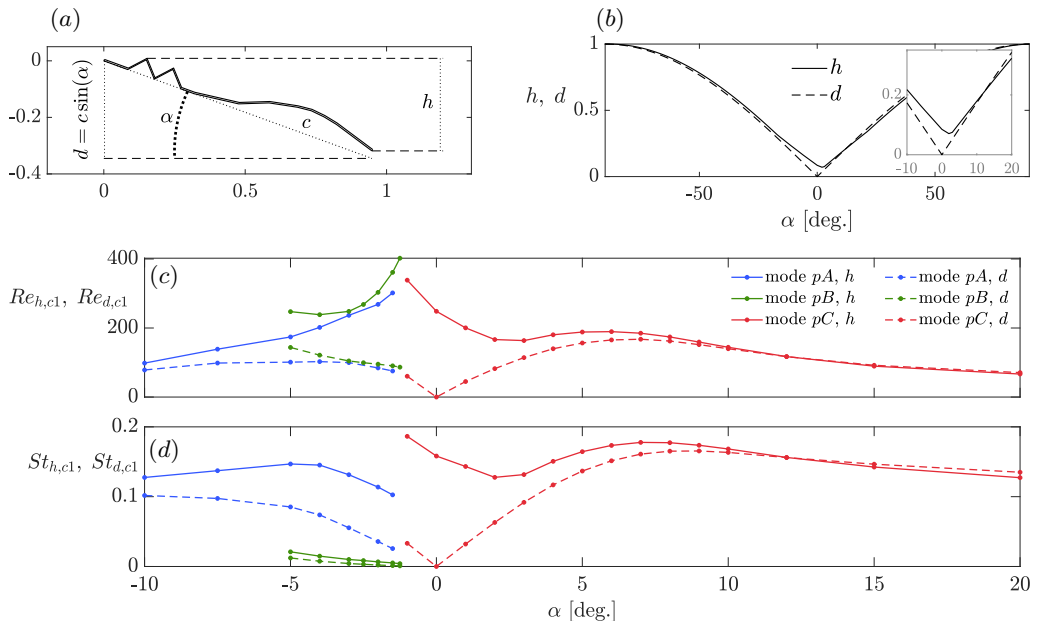 (a)
0
-0.2
-0.4
d = c sin(α)
α
c
h
0
0.5
1
(b)
h, d
1
0.5
0
h
d
0.2
0
-10
0
10
20
-50
0
50
α [deg.]
(c)
Re_{h,c1}, Re_{d,c1}
400
200
0
mode pA, h
mode pA, d
mode pB, h
mode pB, d
mode pC, h
mode pC, d
(d)
St_{h,c1}, St_{d,c1}
0.2
0.1
0
-10
-5
0
5
10
15
20
α [deg.]